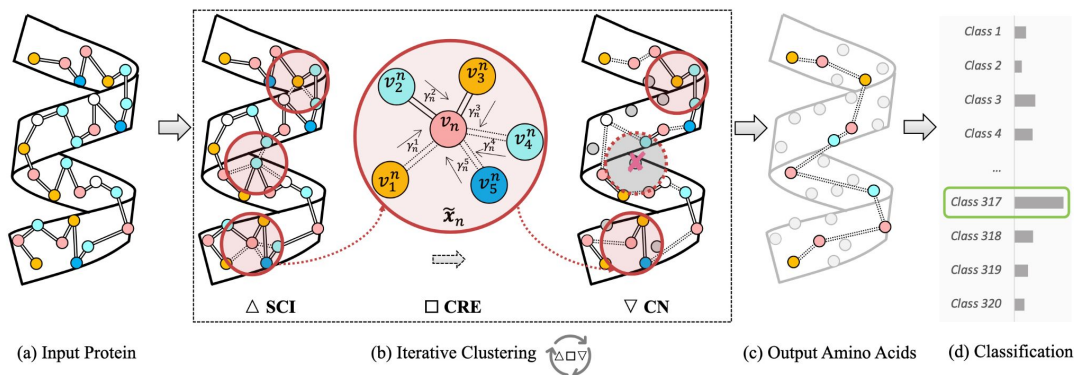 v₂ⁿ
v₃ⁿ
γₙ²
γₙ³
vₙ
γₙ¹
γₙ⁴
v₄ⁿ
γₙ⁵
v₁ⁿ
v₅ⁿ
x̃ₙ
△ SCI
□ CRE
▽ CN
Class 1
Class 2
Class 3
Class 4
...
Class 317
Class 318
Class 319
Class 320
(a) Input Protein
(b) Iterative Clustering △□▽
(c) Output Amino Acids
(d) Classification